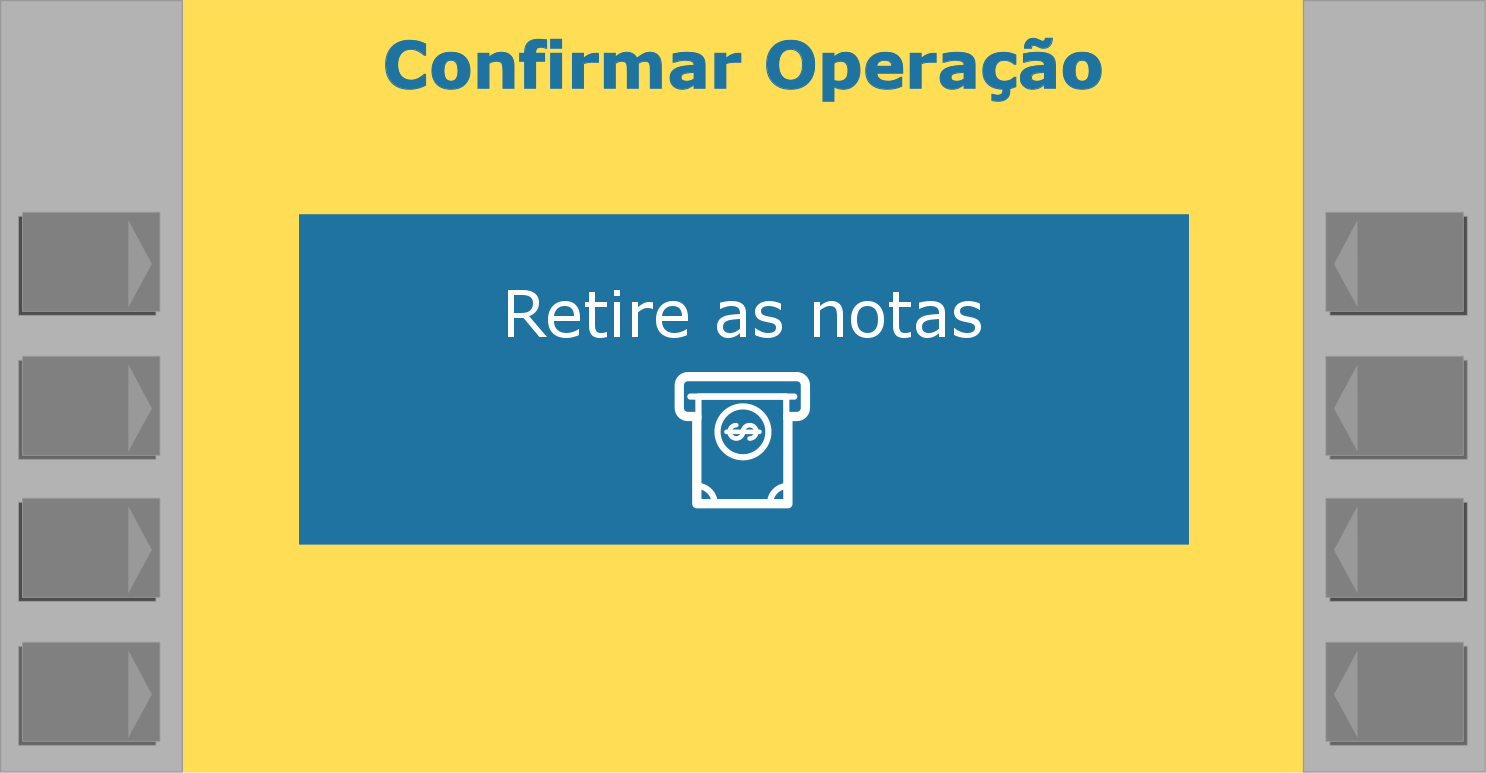 Confirmar Operação
Retire as notas
$